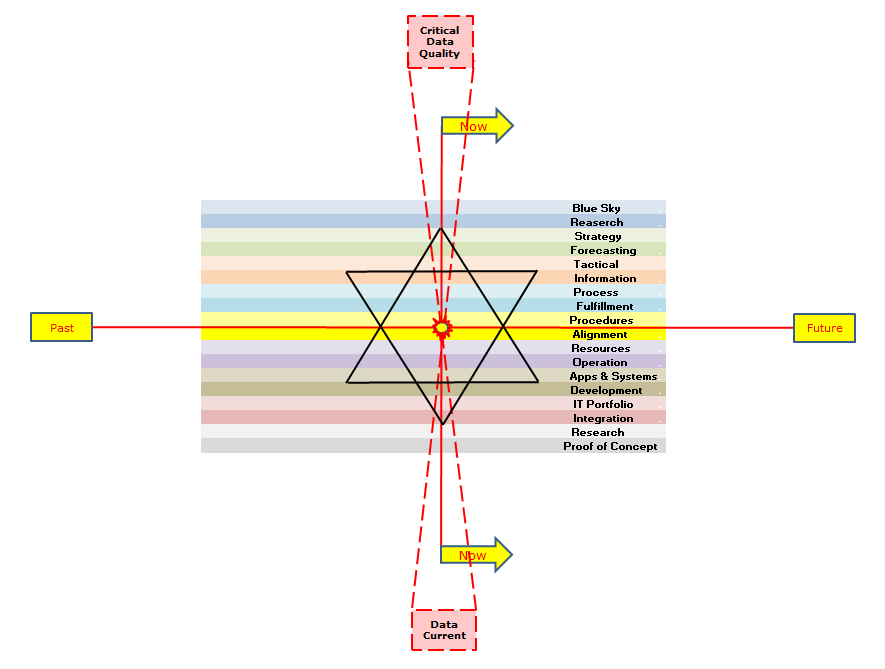 Critical
Data
Quality
Now
Blue Sky
Reaserch
Strategy
Forecasting
Tactical
Information
Process
Fulfillment
Past
Procedures
Future
Alignment
Resources
Operation
Apps & Systems
Development
IT Portfolio
Integration
Research
Proof of Concept
Now
Data
Current